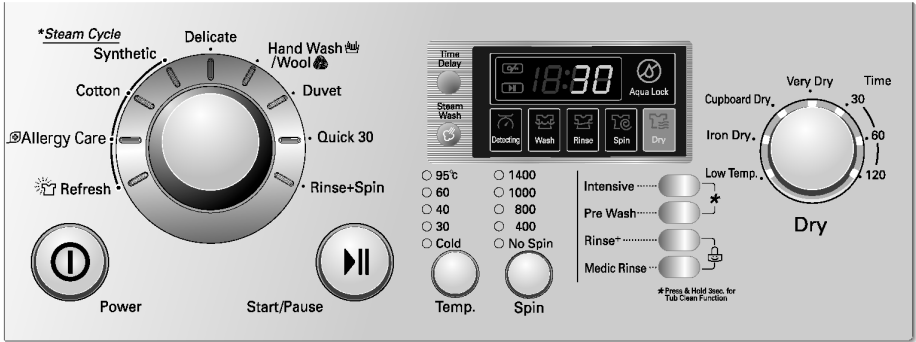 *Steam Cycle
Synthetic
Delicate
Hand Wash
/Wool
Cotton
Duvet
Allergy Care
Quick 30
Refresh
Rinse+Spin
Power
Start/Pause
Time
Delay
Steam
Wash
18:30
Aqua Lock
Detecting
Wash
Rinse
Spin
Dry
95℃
60
40
30
Cold
Temp.
1400
1000
800
400
No Spin
Spin
Intensive
Pre Wash
*
Rinse+
Medic Rinse
*Press & Hold 3sec. for
Tub Clean Function
Very Dry
Time
Cupboard Dry
30
Iron Dry
60
Low Temp.
120
Dry